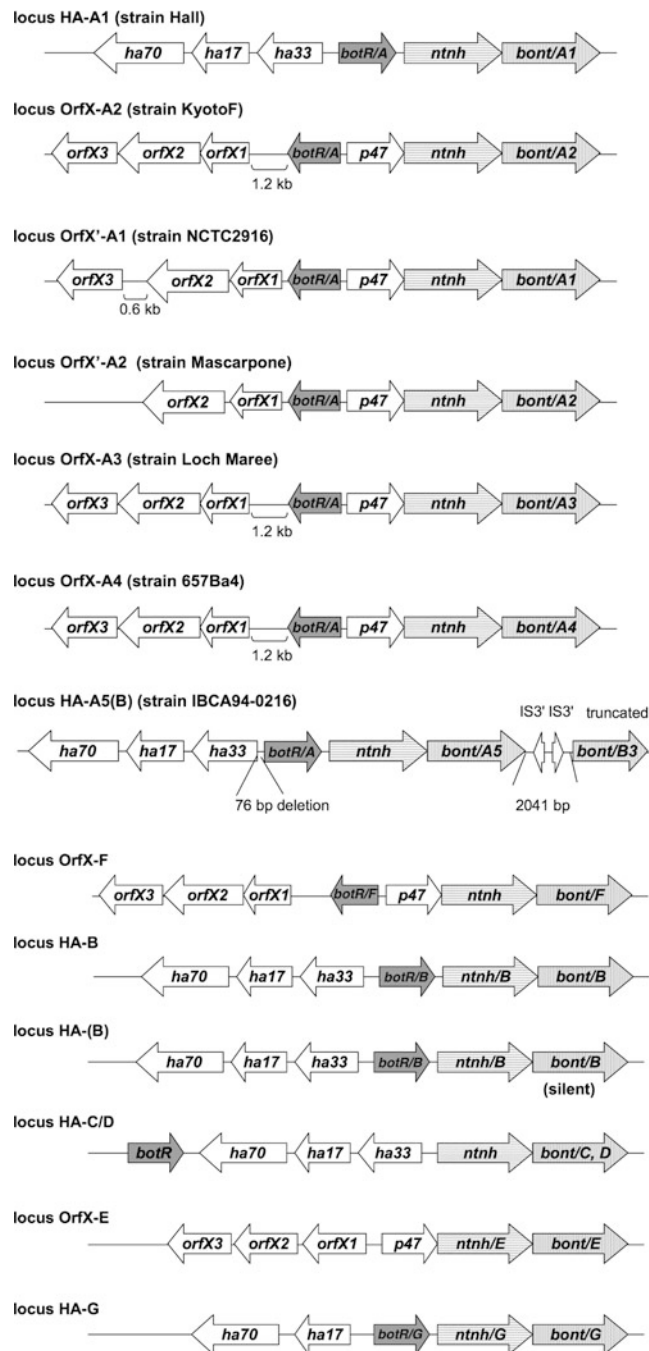 locus HA-A1 (strain Hall)
ha70 ha17 ha33 botR/A ntnh bont/A1
locus OrfX-A2 (strain KyotoF)
orfX3 orfX2 orfX1 botR/A p47 ntnh bont/A2
1.2 kb
locus OrfX'-A1 (strain NCTC2916)
orfX3 orfX2 orfX1 botR/A p47 ntnh bont/A1
0.6 kb
locus OrfX'-A2 (strain Mascarpone)
orfX2 orfX1 botR/A p47 ntnh bont/A2
locus OrfX-A3 (strain Loch Maree)
orfX3 orfX2 orfX1 botR/A p47 ntnh bont/A3
1.2 kb
locus OrfX-A4 (strain 657Ba4)
orfX3 orfX2 orfX1 botR/A p47 ntnh bont/A4
1.2 kb
locus HA-A5(B) (strain IBCA94-0216)
IS3' IS3' truncated
ha70 ha17 ha33 botR/A ntnh bont/A5 bont/B3
76 bp deletion 2041 bp
locus OrfX-F
orfX3 orfX2 orfX1 botR/F p47 ntnh bont/F
locus HA-B
ha70 ha17 ha33 botR/B ntnh/B bont/B
locus HA-(B)
ha70 ha17 ha33 botR/B ntnh/B bont/B
(silent)
locus HA-C/D
botR ha70 ha17 ha33 ntnh bont/C, D
locus OrfX-E
orfX3 orfX2 orfX1 p47 ntnh/E bont/E
locus HA-G
ha70 ha17 botR/G ntnh/G bont/G